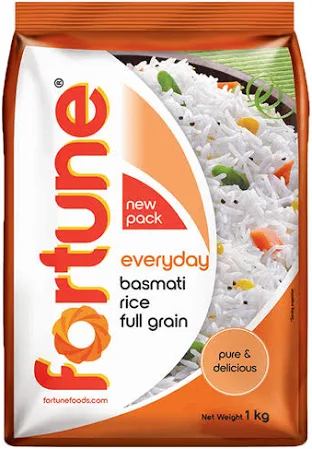 fortune®
new
pack
everyday
basmati
rice
full grain
pure &
delicious
fortunefoods.com
Net Weight 1 kg